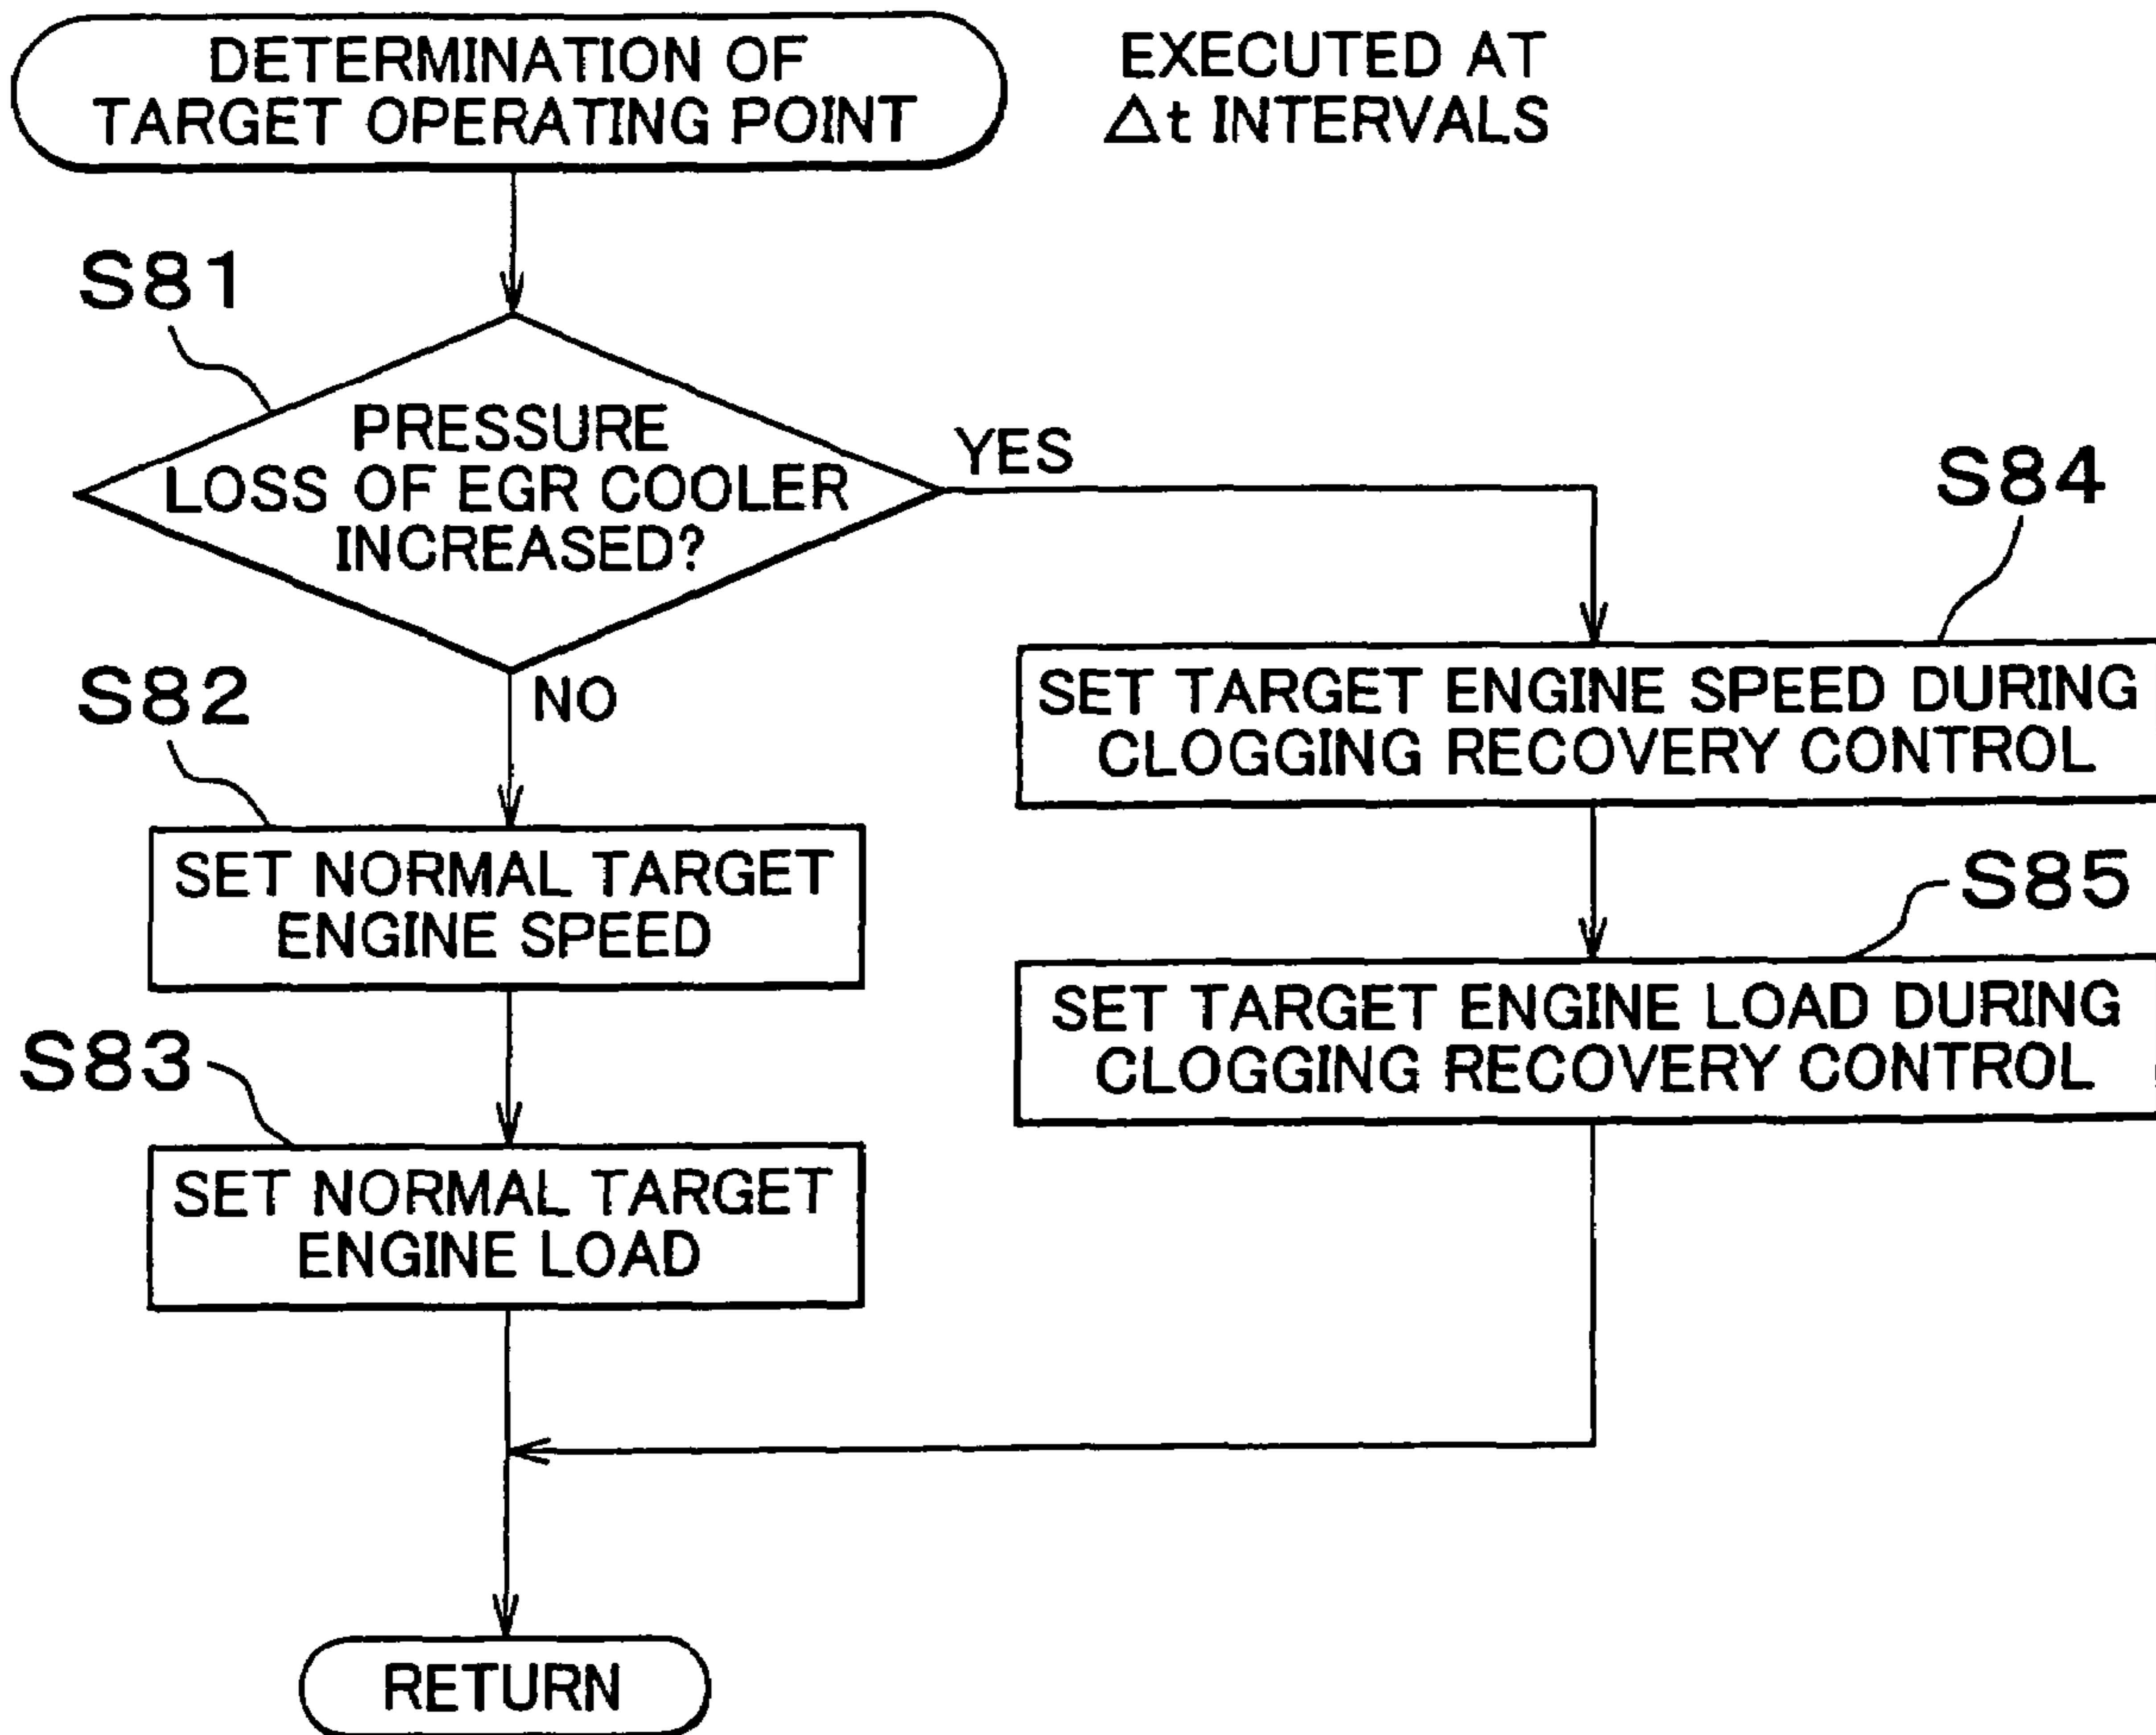 DETERMINATION OF
TARGET OPERATING POINT
EXECUTED AT
Δt INTERVALS
S81
PRESSURE
LOSS OF EGR COOLER
INCREASED?
YES
NO
S84
SET TARGET ENGINE SPEED DURING
CLOGGING RECOVERY CONTROL
S82
SET NORMAL TARGET
ENGINE SPEED
S85
SET TARGET ENGINE LOAD DURING
CLOGGING RECOVERY CONTROL
S83
SET NORMAL TARGET
ENGINE LOAD
RETURN